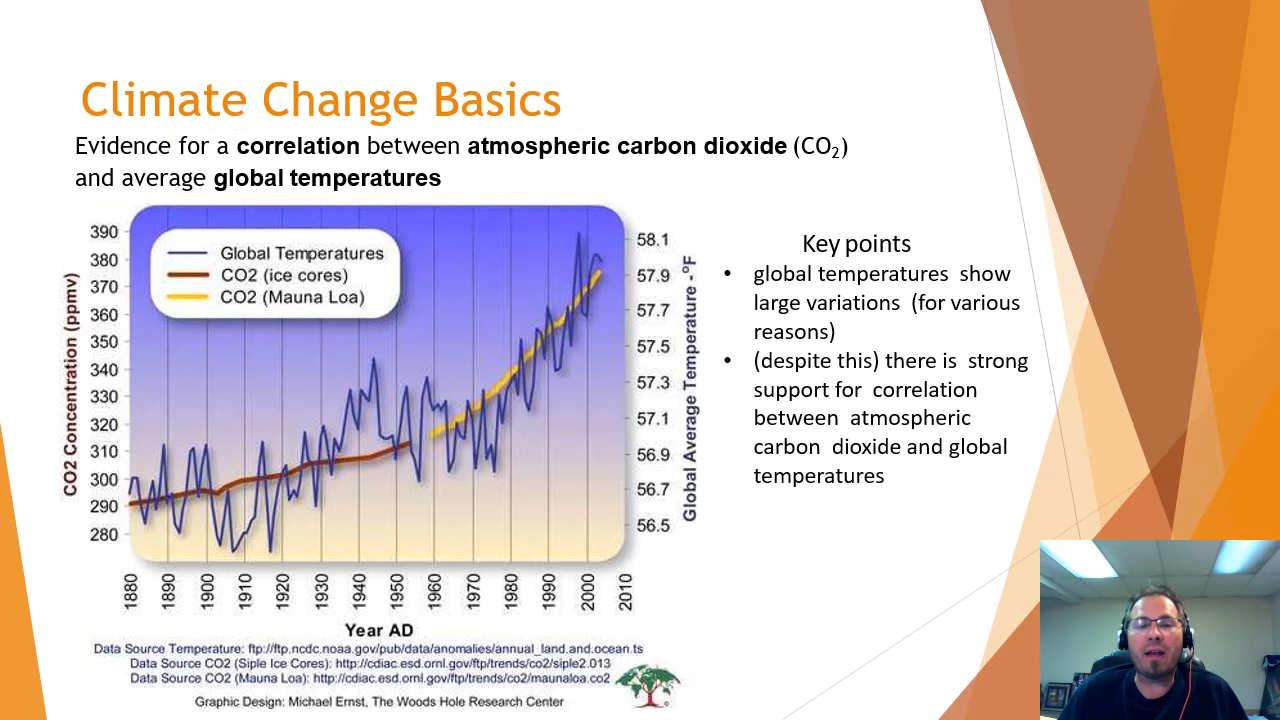 Climate Change Basics
Evidence for a correlation between atmospheric carbon dioxide (CO₂)
and average global temperatures
Global Temperatures
CO2 (ice cores)
CO2 (Mauna Loa)
CO2 Concentration (ppmv)
390
380
370
360
350
340
330
320
310
300
290
280
58.1
57.9
57.7
57.5
57.3
57.1
56.9
56.7
56.5
Global Average Temperature - °F
1880
1890
1900
1910
1920
1930
1940
1950
1960
1970
1980
1990
2000
2010
Year AD
Data Source Temperature: ftp://ftp.ncdc.noaa.gov/pub/data/anomalies/annual_land.and.ocean.ts
Data Source CO2 (Siple Ice Cores): http://cdiac.esd.ornl.gov/ftp/trends/co2/siple2.013
Data Source CO2 (Mauna Loa): http://cdiac.esd.ornl.gov/ftp/trends/co2/maunaloa.co2
Graphic Design: Michael Ernst, The Woods Hole Research Center
Key points
• global temperatures show
large variations (for various
reasons)
• (despite this) there is strong
support for correlation
between atmospheric
carbon dioxide and global
temperatures